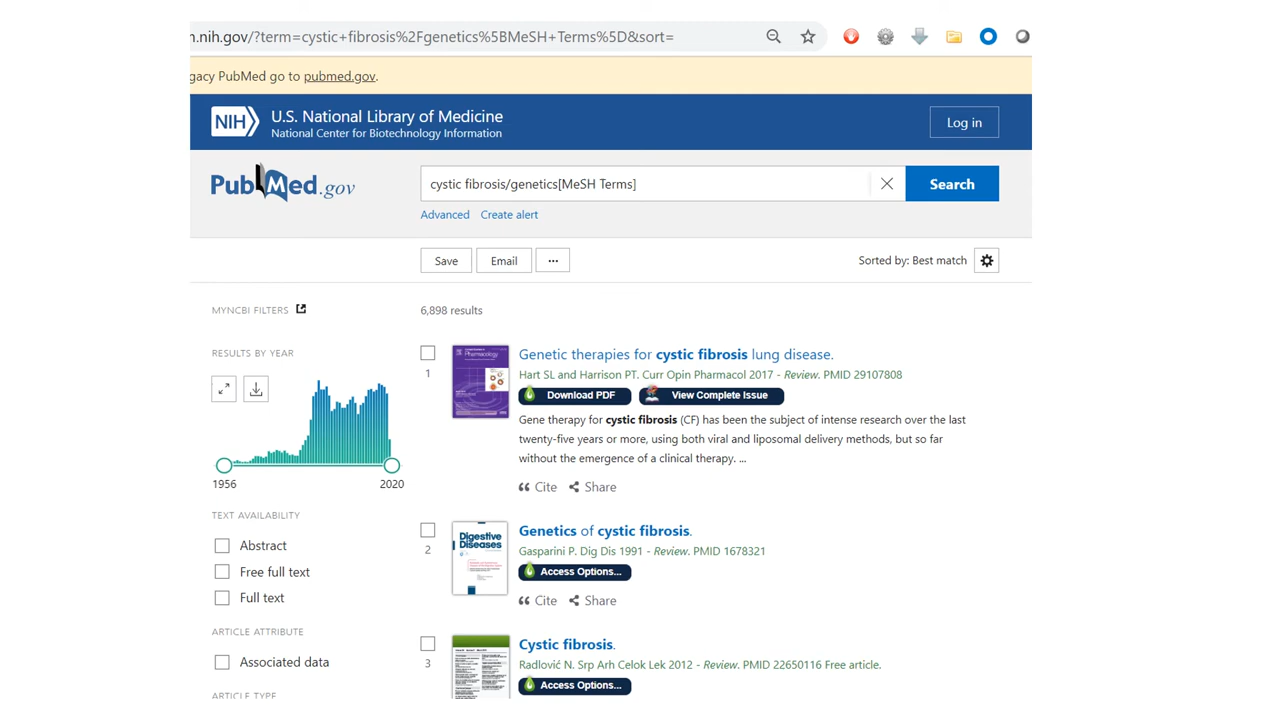 n.nih.gov/?term=cystic+fibrosis%2Fgenetics%5BMeSH+Terms%5D&sort=
gacy PubMed go to pubmed.gov.
NIH U.S. National Library of Medicine
National Center for Biotechnology Information
Log in
PubMed.gov
cystic fibrosis/genetics[MeSH Terms]
Search
Advanced Create alert
Save Email ...
Sorted by: Best match
MYNCBI FILTERS
6,898 results
RESULTS BY YEAR
1956 2020
TEXT AVAILABILITY
Abstract
Free full text
Full text
ARTICLE ATTRIBUTE
Associated data
ARTICLE TYPE
1
Pharmacology
Genetic therapies for cystic fibrosis lung disease.
Hart SL and Harrison PT. Curr Opin Pharmacol 2017 - Review. PMID 29107808
Download PDF View Complete Issue
Gene therapy for cystic fibrosis (CF) has been the subject of intense research over the last
twenty-five years or more, using both viral and liposomal delivery methods, but so far
without the emergence of a clinical therapy. ...
Cite Share
2
Digestive
Diseases
Genetics of cystic fibrosis.
Gasparini P. Dig Dis 1991 - Review. PMID 1678321
Access Options...
Cite Share
3
Cystic fibrosis.
Radlović N. Srp Arh Celok Lek 2012 - Review. PMID 22650116 Free article.
Access Options...